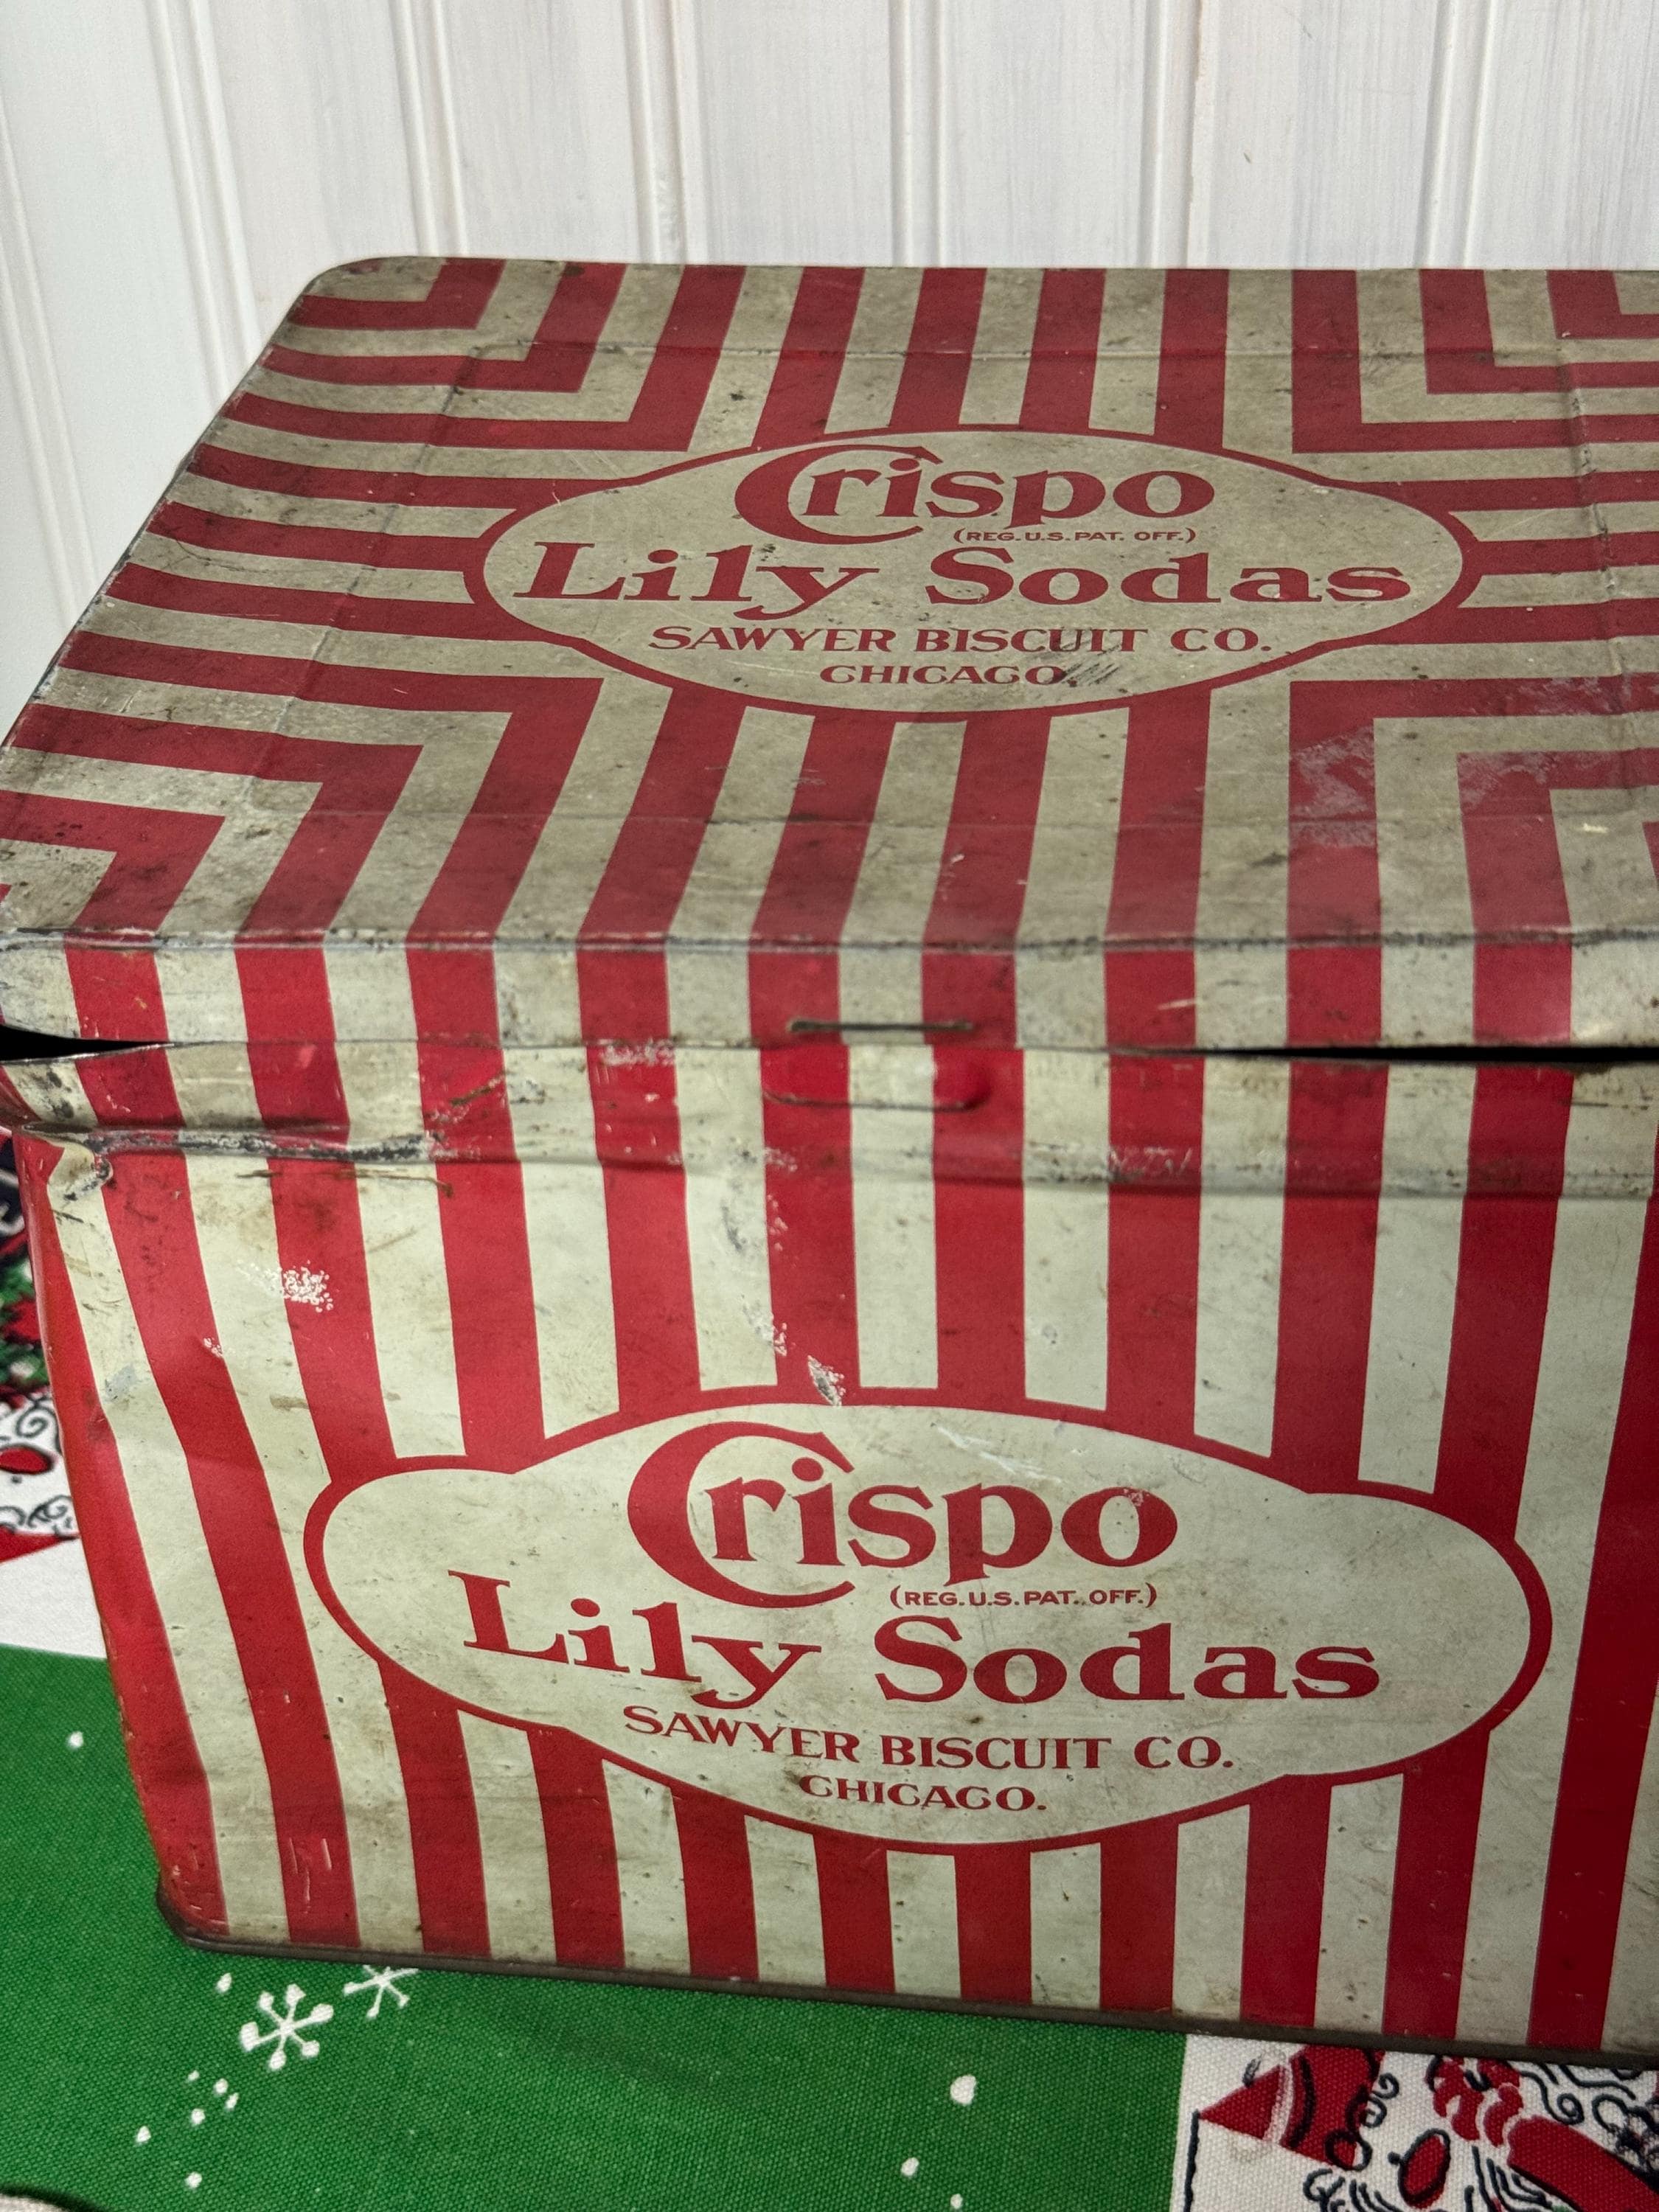 Crispo
(REG. U.S. PAT. OFF.)
Lily Sodas
SAWYER BISCUIT CO.
CHICAGO.
Crispo
(REG. U.S. PAT. OFF.)
Lily Sodas
SAWYER BISCUIT CO.
CHICAGO.